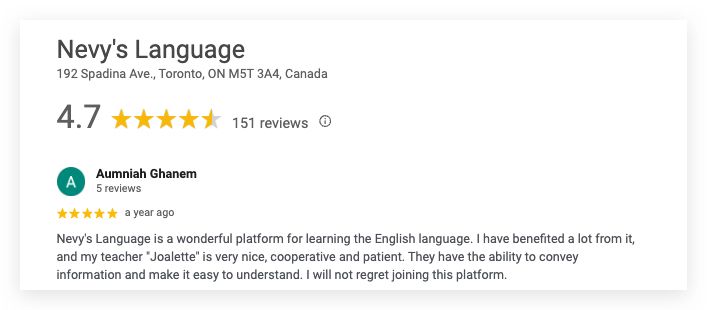 Nevy's Language
192 Spadina Ave., Toronto, ON M5T 3A4, Canada
4.7 151 reviews
A
Aumniah Ghanem
5 reviews
a year ago
Nevy's Language is a wonderful platform for learning the English language. I have benefited a lot from it,
and my teacher "Joalette" is very nice, cooperative and patient. They have the ability to convey
information and make it easy to understand. I will not regret joining this platform.